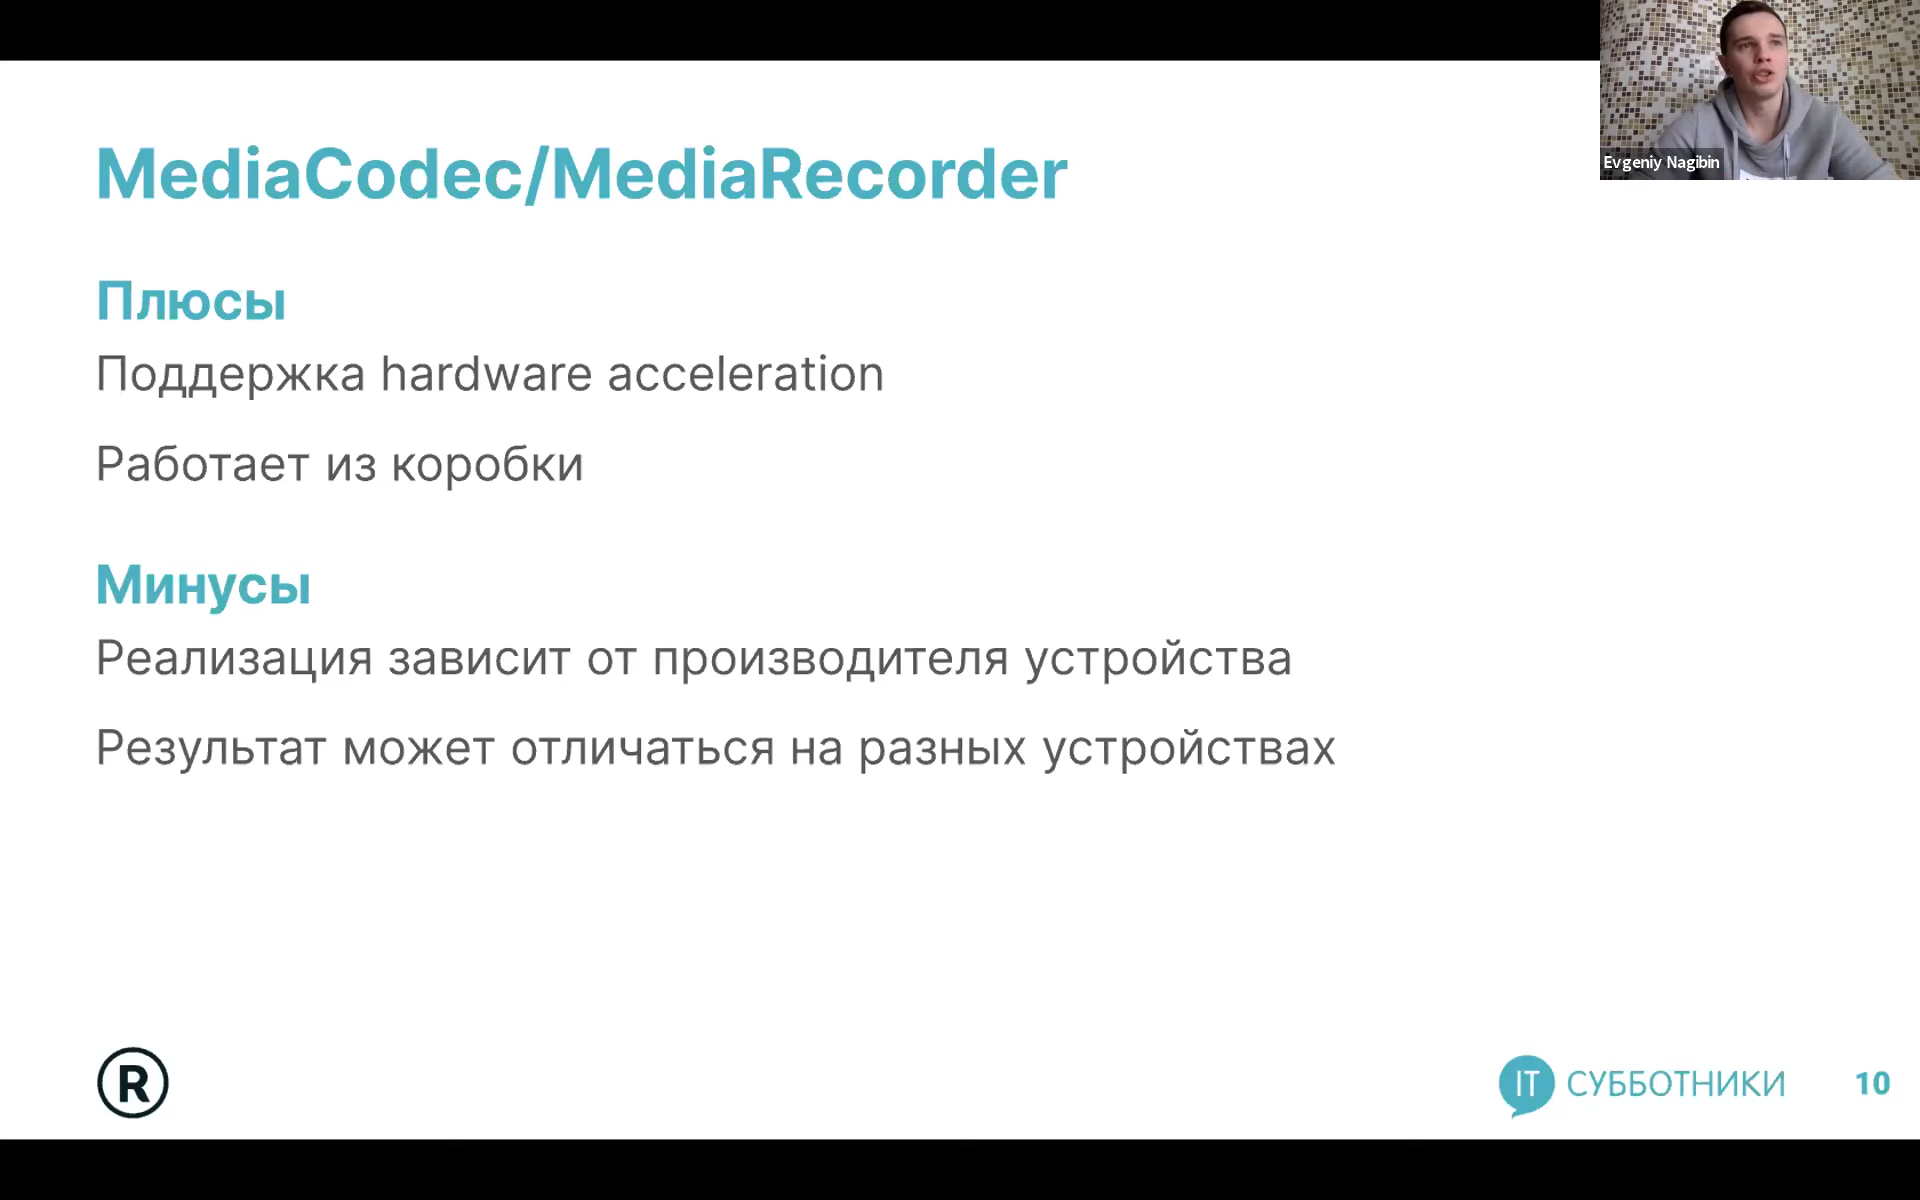 Evgeniy Nagibin
MediaCodec/MediaRecorder
Плюсы
Поддержка hardware acceleration
Работает из коробки
Минусы
Реализация зависит от производителя устройства
Результат может отличаться на разных устройствах
R
IT СУББОТНИКИ
10